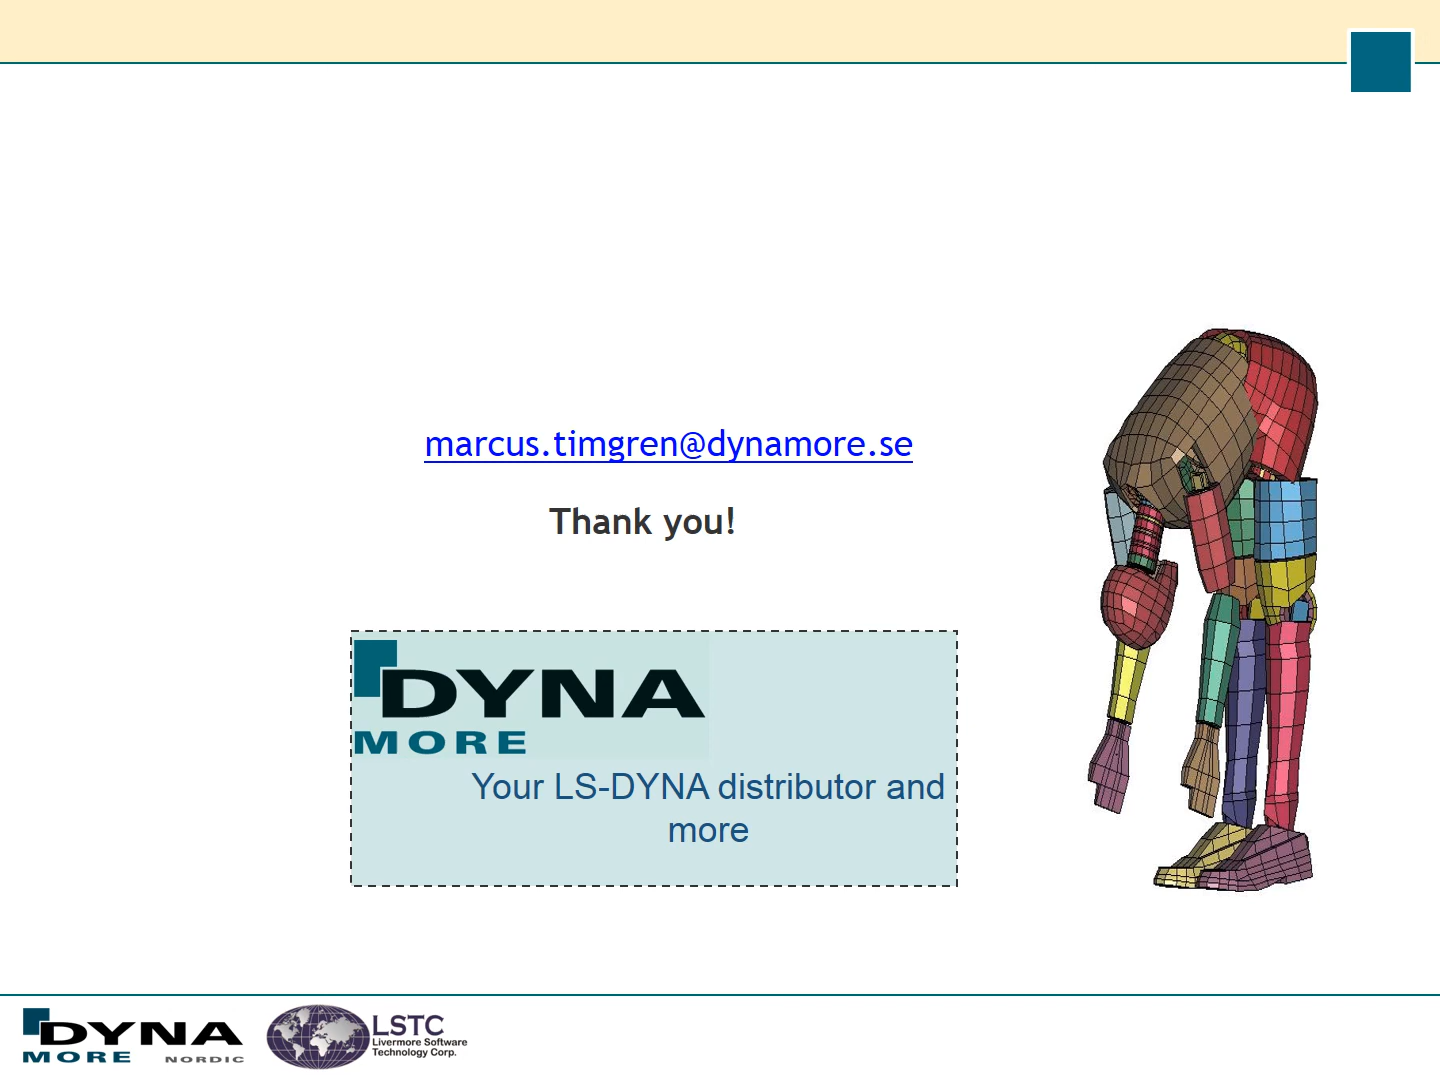 marcus.timgren@dynamore.se
Thank you!
DYNA
MORE
Your LS-DYNA distributor and
more
DYNA
MORE NORDIC
LSTC
Livermore Software
Technology Corp.